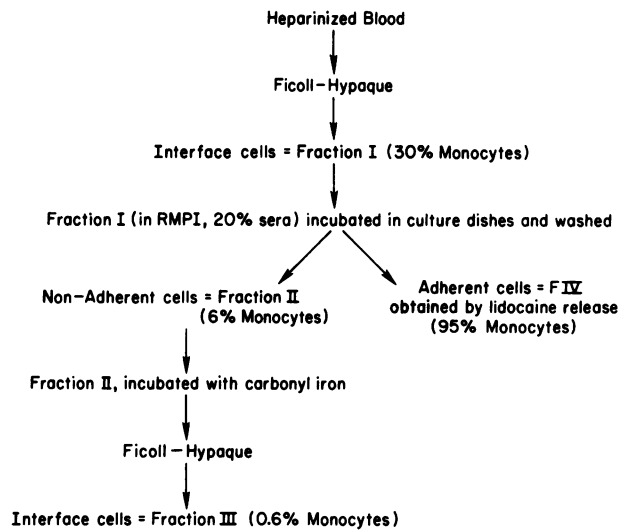 Heparinized Blood
Ficoll-Hypaque
Interface cells = Fraction I (30% Monocytes)
Fraction I (in RMPI, 20% sera) incubated in culture dishes and washed
Non-Adherent cells = Fraction II
(6% Monocytes)
Adherent cells = F IV
obtained by lidocaine release
(95% Monocytes)
Fraction II, incubated with carbonyl iron
Ficoll-Hypaque
Interface cells = Fraction III (0.6% Monocytes)